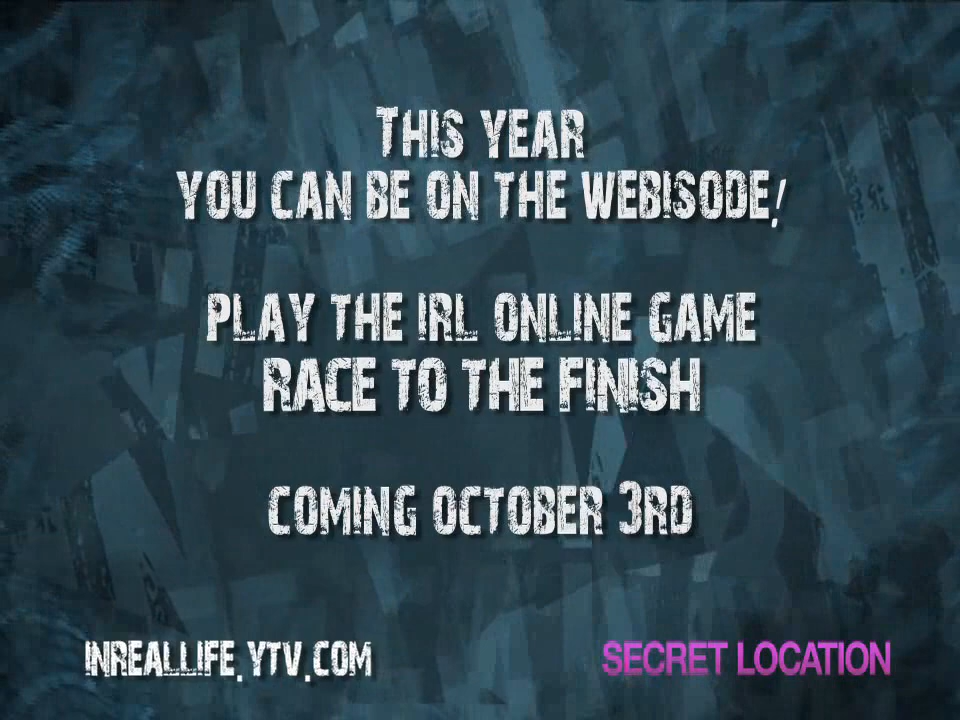 THIS YEAR
YOU CAN BE ON THE WEBISODE!
PLAY THE IRL ONLINE GAME
RACE TO THE FINISH
COMING OCTOBER 3RD
INREALLIFE.YTV.COM
SECRET LOCATION